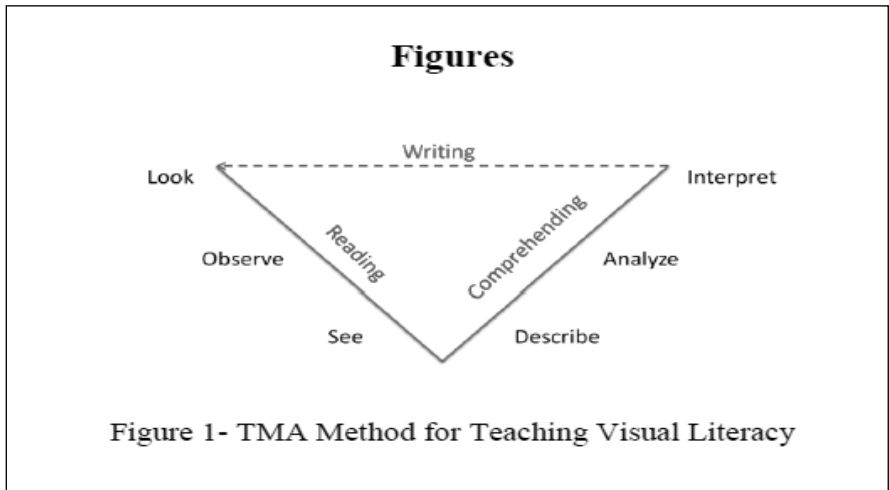 Figures
Writing
Look
Interpret
Reading
Comprehending
Observe
Analyze
See
Describe
Figure 1- TMA Method for Teaching Visual Literacy